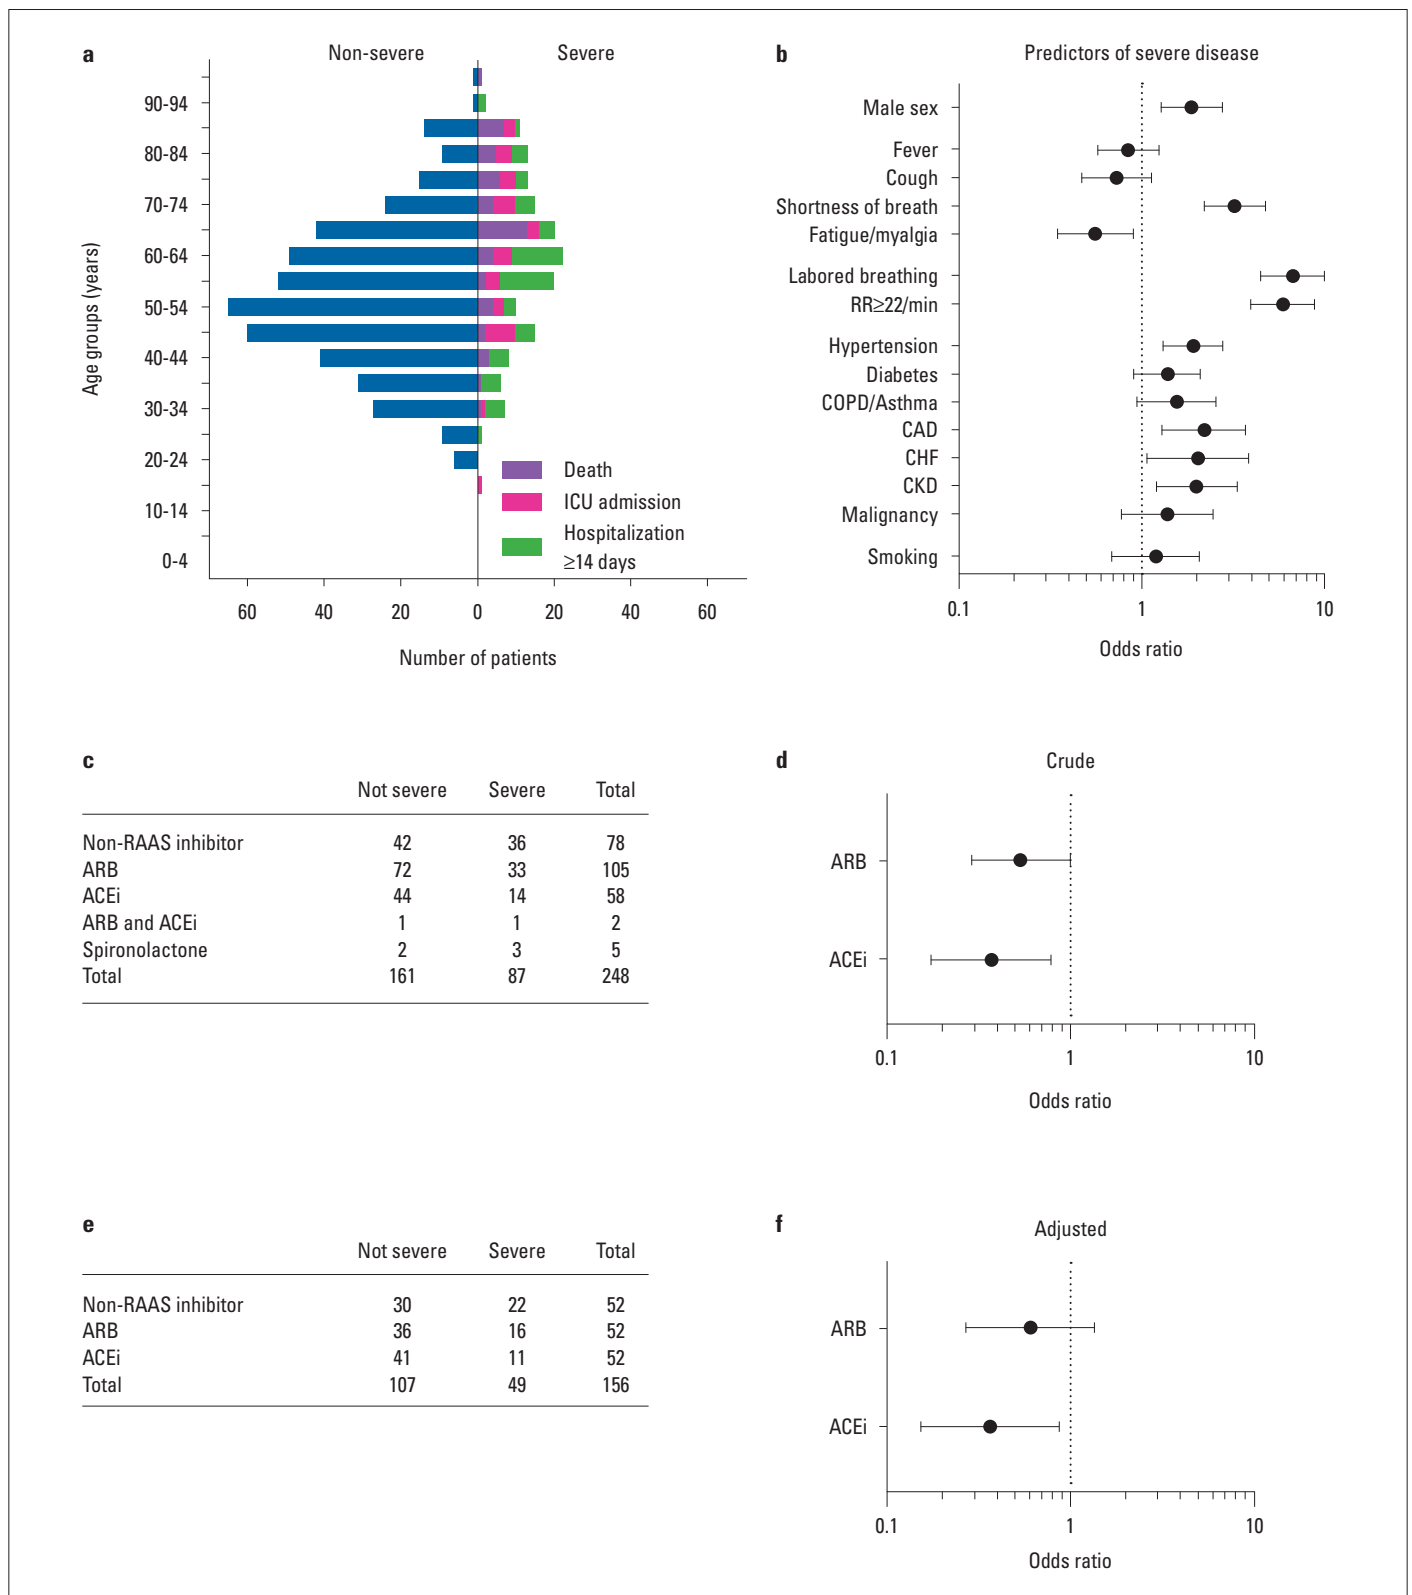 a
Non-severe Severe
90-94
80-84
70-74
60-64
50-54
40-44
30-34
20-24
10-14
0-4
Age groups (years)
Death
ICU admission
Hospitalization
≥14 days
60 40 20 0 20 40 60
Number of patients
b
Predictors of severe disease
Male sex
Fever
Cough
Shortness of breath
Fatigue/myalgia
Labored breathing
RR≥22/min
Hypertension
Diabetes
COPD/Asthma
CAD
CHF
CKD
Malignancy
Smoking
0.1 1 10
Odds ratio
c
Not severe Severe Total
Non-RAAS inhibitor 42 36 78
ARB 72 33 105
ACEi 44 14 58
ARB and ACEi 1 1 2
Spironolactone 2 3 5
Total 161 87 248
d
Crude
ARB
ACEi
0.1 1 10
Odds ratio
e
Not severe Severe Total
Non-RAAS inhibitor 30 22 52
ARB 36 16 52
ACEi 41 11 52
Total 107 49 156
f
Adjusted
ARB
ACEi
0.1 1 10
Odds ratio